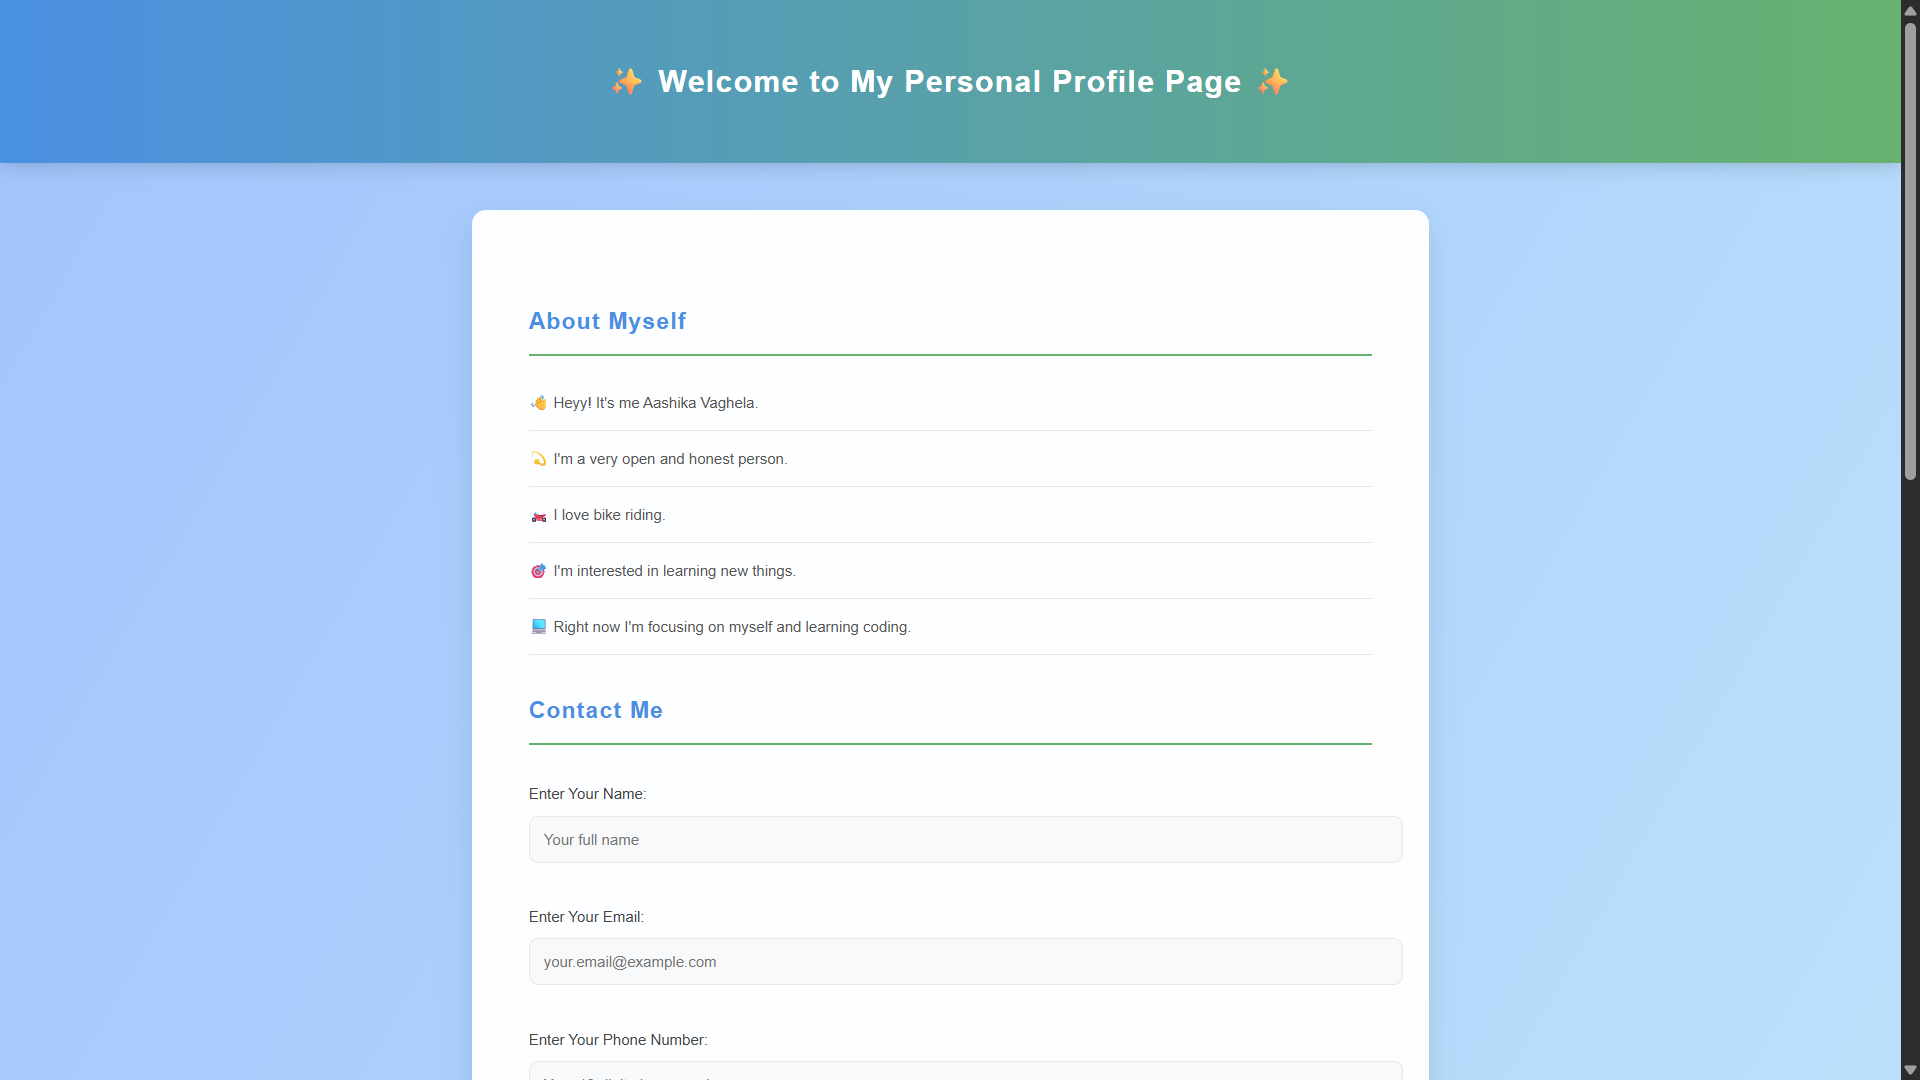 ✨ Welcome to My Personal Profile Page ✨
About Myself
👋 Heyy! It's me Aashika Vaghela.
💫 I'm a very open and honest person.
🏍️ I love bike riding.
🎯 I'm interested in learning new things.
💻 Right now I'm focusing on myself and learning coding.
Contact Me
Enter Your Name:
Your full name
Enter Your Email:
your.email@example.com
Enter Your Phone Number: